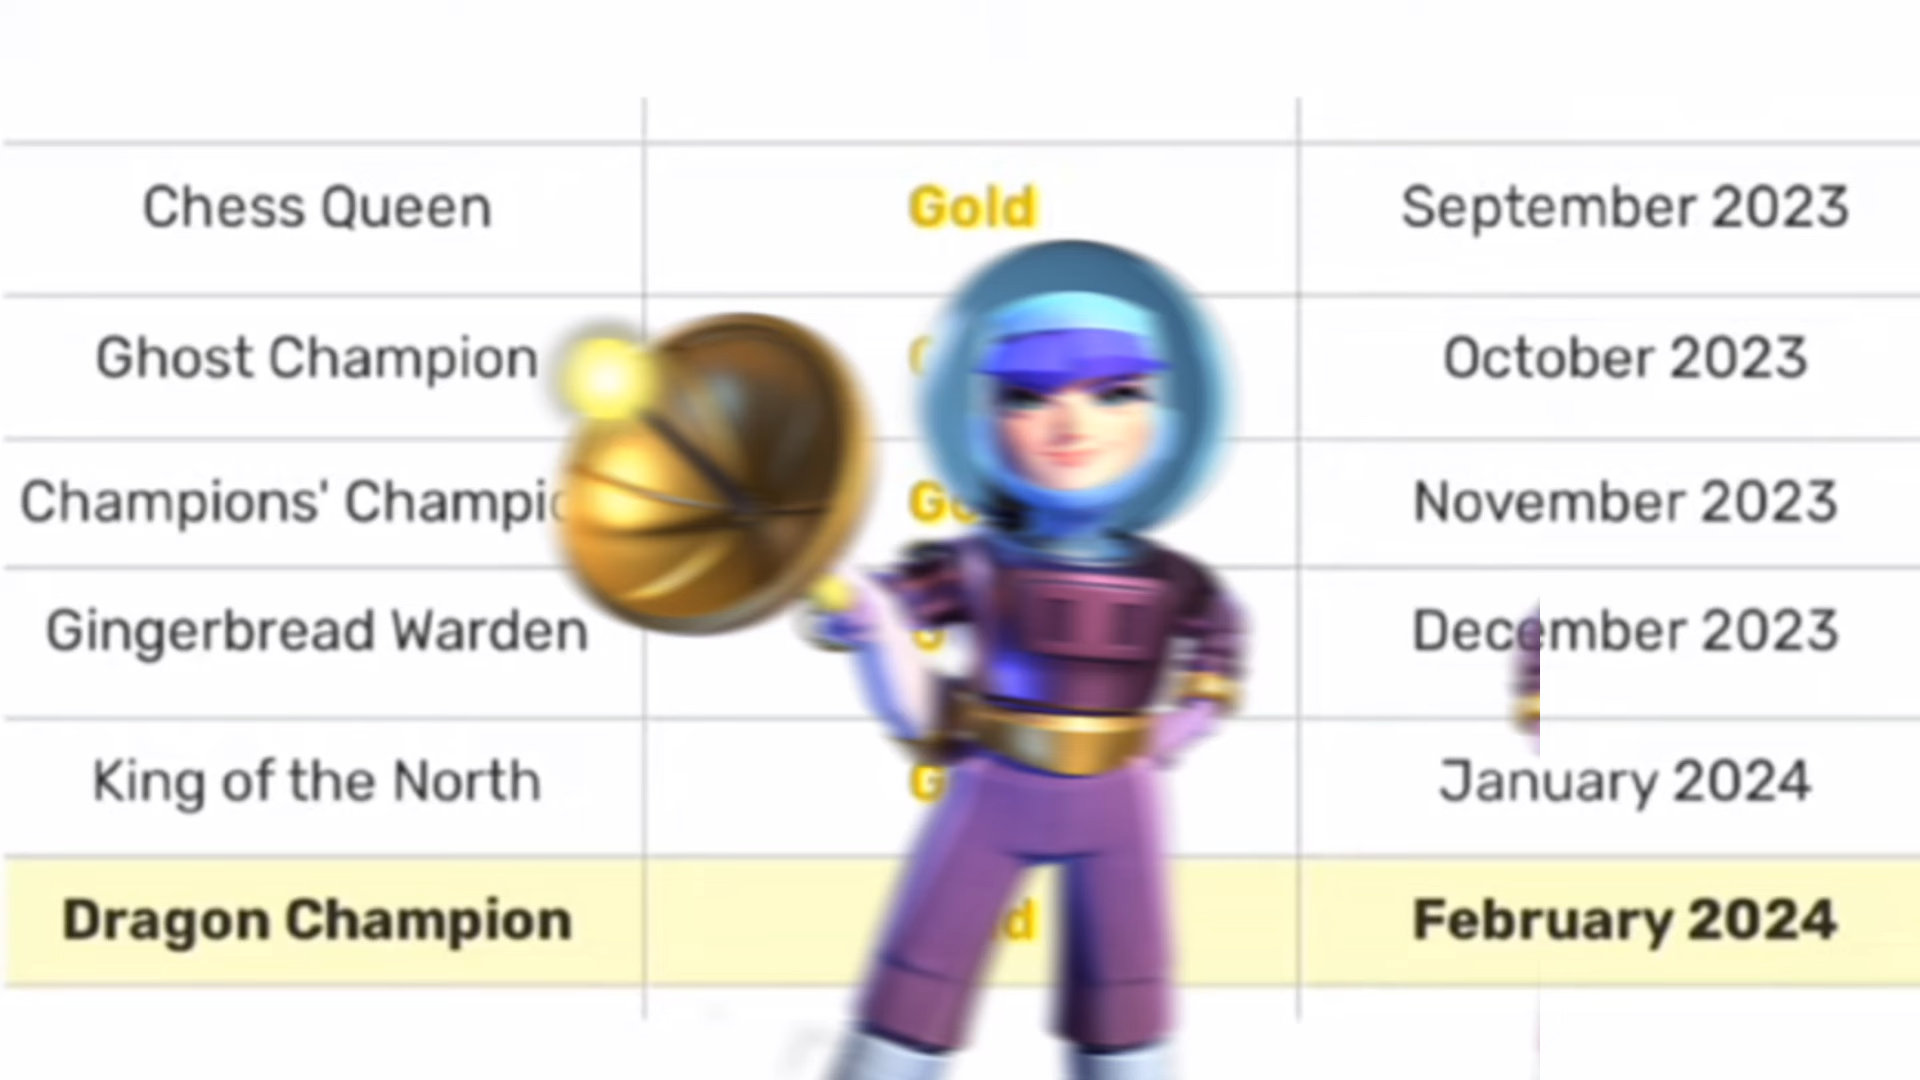 Chess Queen Gold September 2023
Ghost Champion October 2023
Champions' November 2023
Gingerbread Warden December 2023
King of the North January 2024
Dragon Champion February 2024